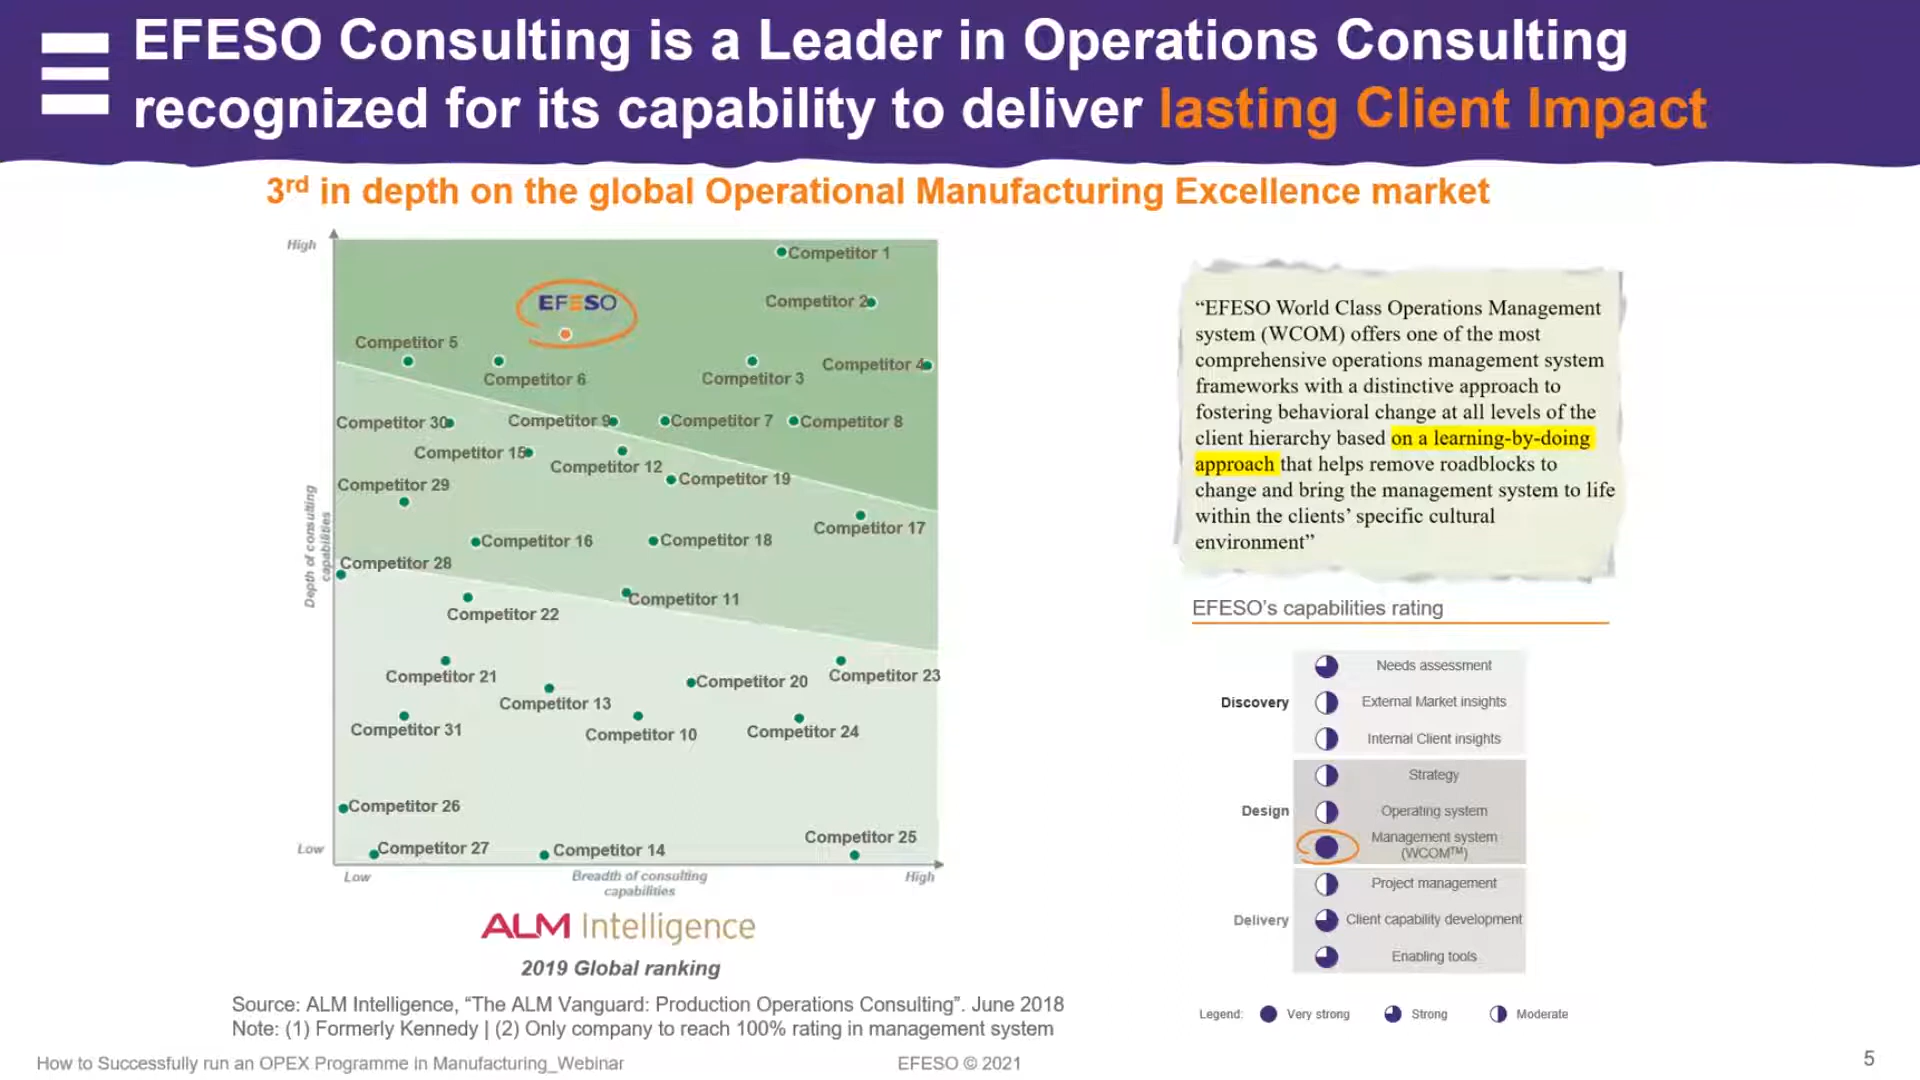 EFESO Consulting is a Leader in Operations Consulting
recognized for its capability to deliver lasting Client Impact
3rd in depth on the global Operational Manufacturing Excellence market
High
Competitor 1
EFESO
Competitor 2
Competitor 5
Competitor 6
Competitor 3
Competitor 4
Competitor 30
Competitor 9
Competitor 7
Competitor 8
Competitor 15
Competitor 12
Competitor 19
Competitor 29
Competitor 17
Competitor 16
Competitor 18
Depth of consulting
capabilities
Competitor 28
Competitor 22
Competitor 11
Competitor 21
Competitor 20
Competitor 23
Competitor 13
Competitor 31
Competitor 10
Competitor 24
Competitor 26
Competitor 25
Low
Competitor 27
Competitor 14
Low
Breadth of consulting
capabilities
High
ALM Intelligence
2019 Global ranking
Source: ALM Intelligence, “The ALM Vanguard: Production Operations Consulting”. June 2018
Note: (1) Formerly Kennedy | (2) Only company to reach 100% rating in management system
“EFESO World Class Operations Management
system (WCOM) offers one of the most
comprehensive operations management system
frameworks with a distinctive approach to
fostering behavioral change at all levels of the
client hierarchy based on a learning-by-doing
approach that helps remove roadblocks to
change and bring the management system to life
within the clients’ specific cultural
environment”
EFESO’s capabilities rating
Discovery
Needs assessment
External Market insights
Internal Client insights
Design
Strategy
Operating system
Management system
(WCOM™)
Delivery
Project management
Client capability development
Enabling tools
Legend: Very strong Strong Moderate
How to Successfully run an OPEX Programme in Manufacturing_Webinar
EFESO © 2021
5